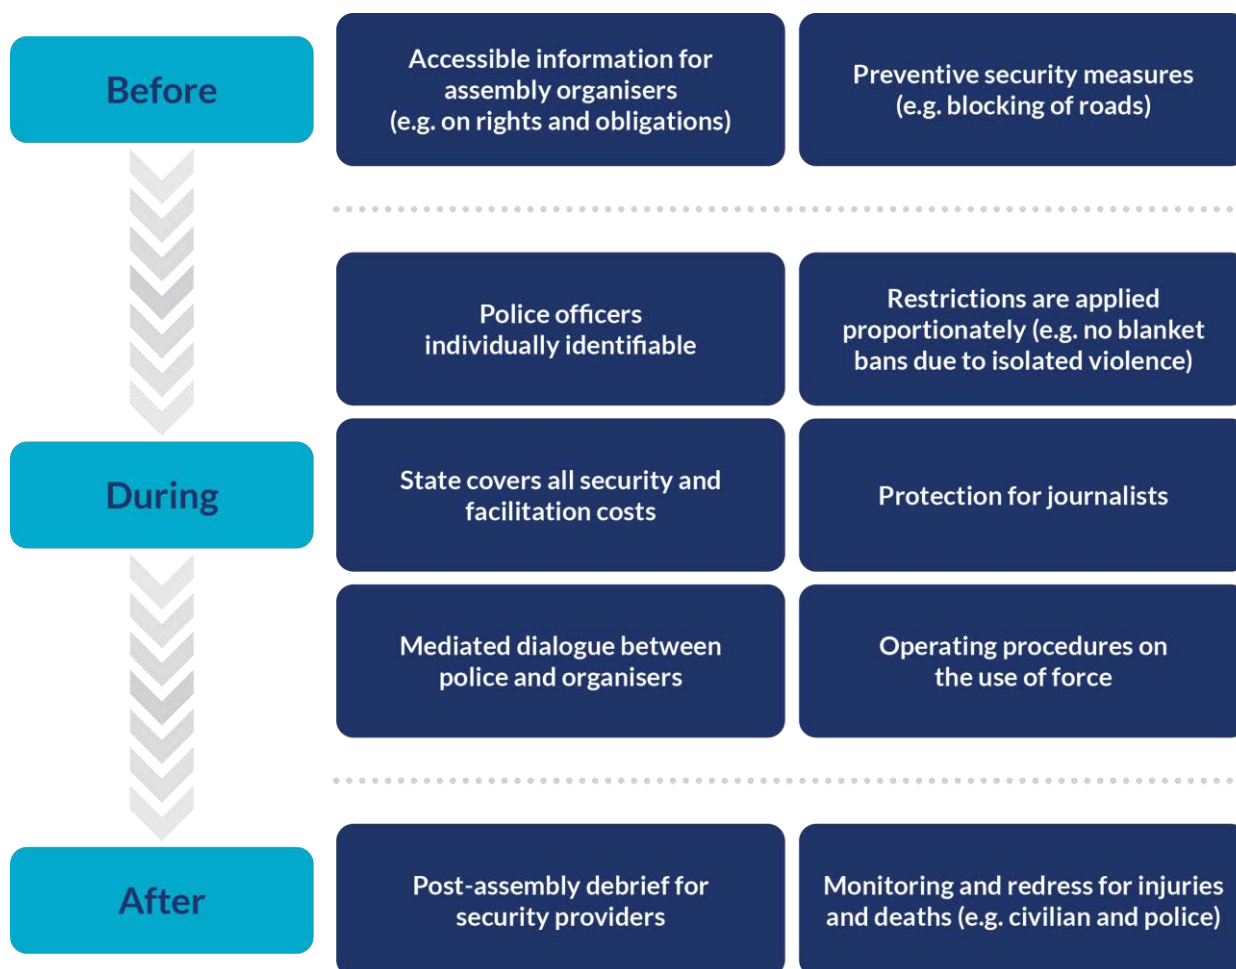 Before
Accessible information for
assembly organisers
(e.g. on rights and obligations)
Preventive security measures
(e.g. blocking of roads)
During
Police officers
individually identifiable
Restrictions are applied
proportionately (e.g. no blanket
bans due to isolated violence)
State covers all security and
facilitation costs
Protection for journalists
Mediated dialogue between
police and organisers
Operating procedures on
the use of force
After
Post-assembly debrief for
security providers
Monitoring and redress for injuries
and deaths (e.g. civilian and police)